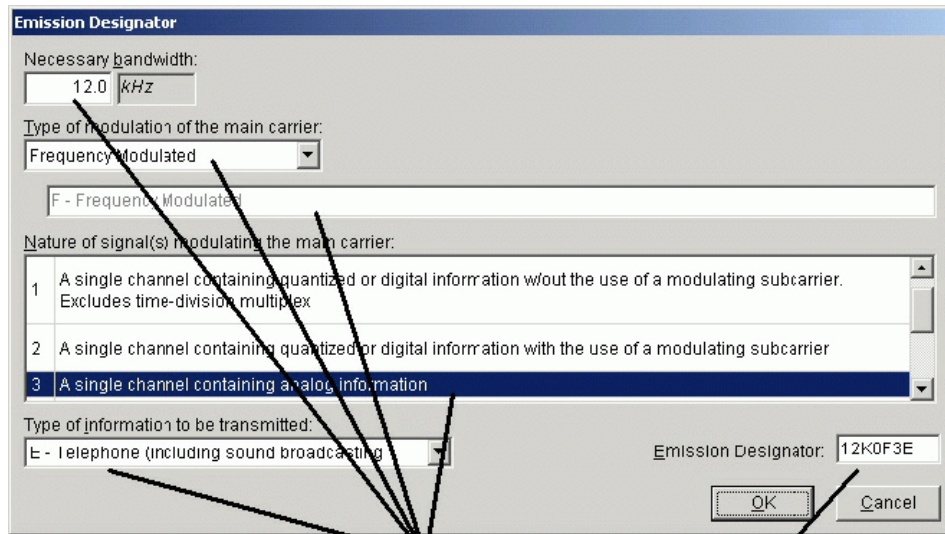 Emission Designator
Necessary bandwidth:
12.0 kHz
Type of modulation of the main carrier:
Frequency Modulated
F - Frequency Modulated
Nature of signal(s) modulating the main carrier:
1 A single channel containing quantized or digital information w/out the use of a modulating subcarrier.
Excludes time-division multiplex
2 A single channel containing quantized or digital information with the use of a modulating subcarrier
3 A single channel containing analog information
Type of information to be transmitted:
E - Telephone (including sound broadcasting
Emission Designator: 12K0F3E
OK Cancel